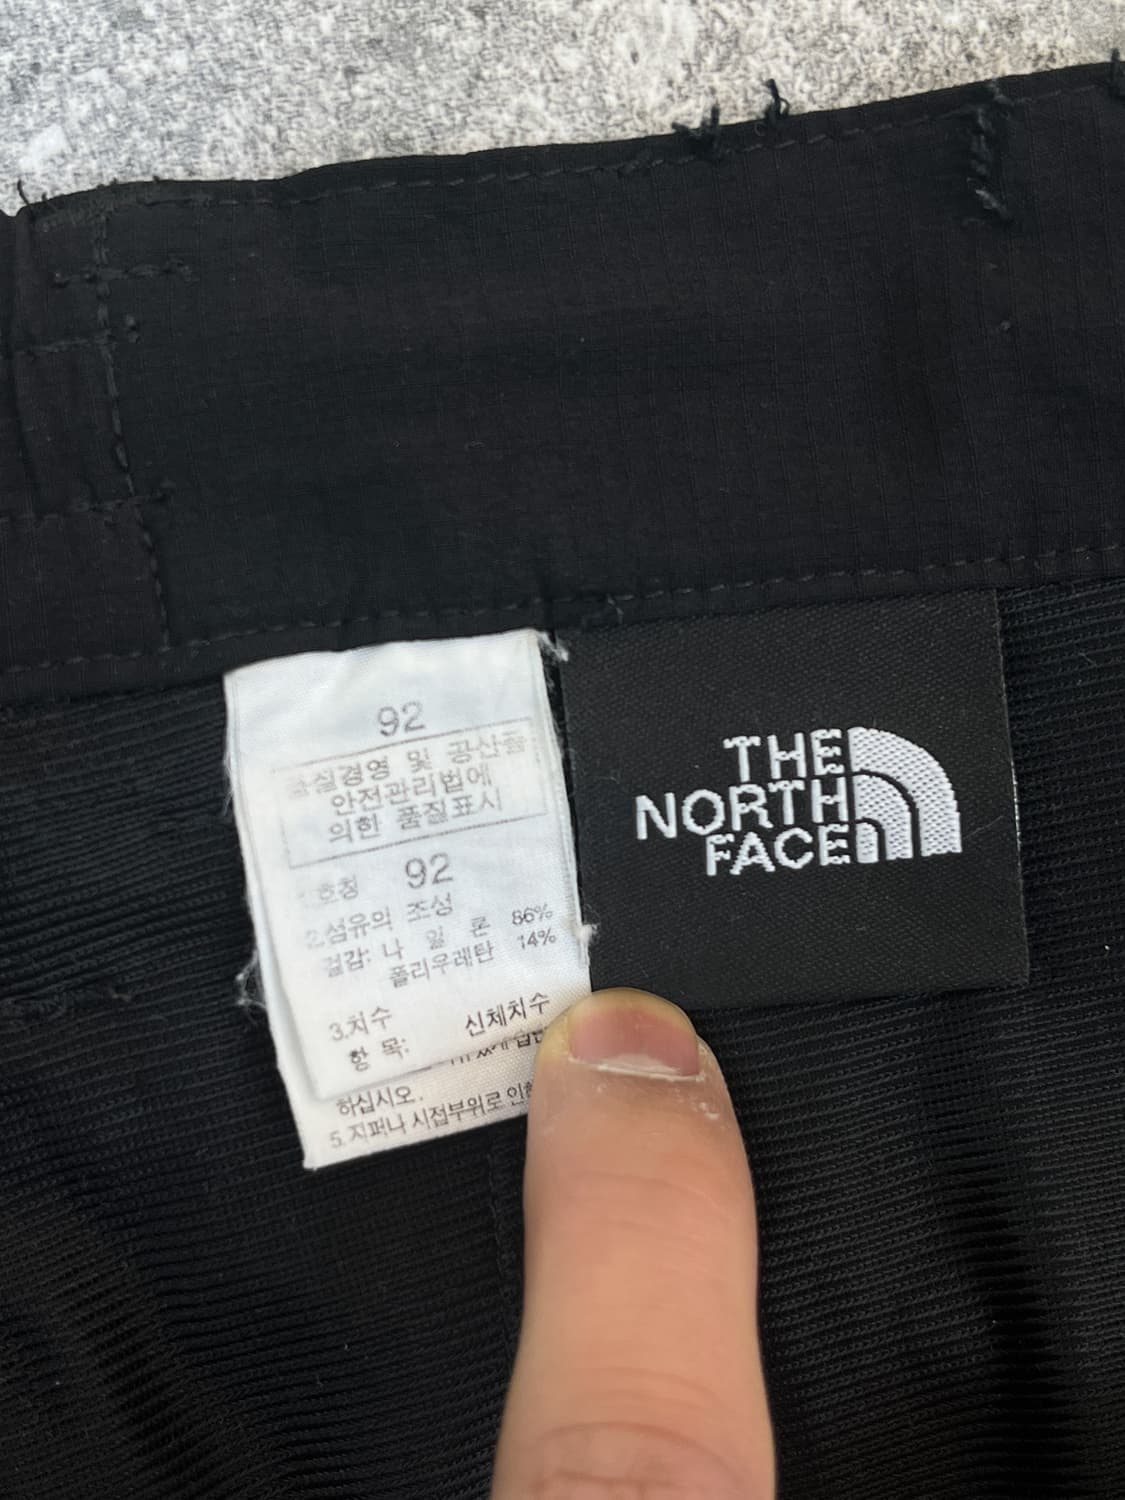 92
품질경영 및 공산품
안전관리법에
의한 품질표시
1.호칭 92
2.섬유의 조성
겉감: 나 일 론 86%
폴리우레탄 14%
3.치수
항 목: 신체치수
하십시오.
5.지퍼나 시접부위로
THE
NORTH
FACE